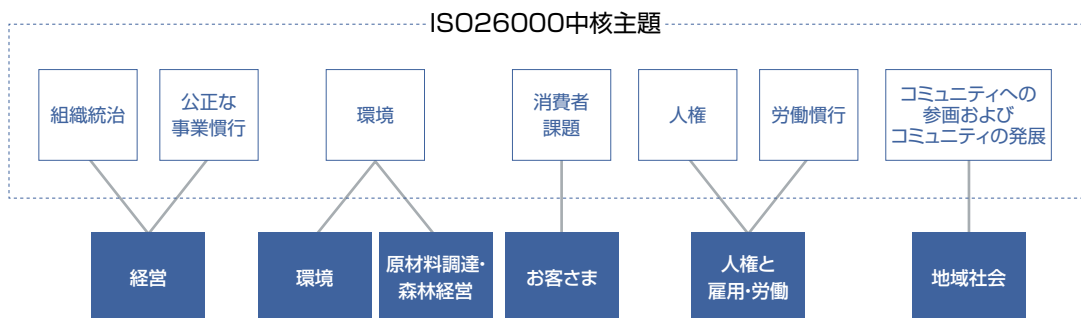 ISO26000中核主題
組織統治
公正な
事業慣行
環境
消費者
課題
人権
労働慣行
コミュニティへの
参画および
コミュニティの発展
経営
環境
原材料調達・
森林経営
お客さま
人権と
雇用・労働
地域社会